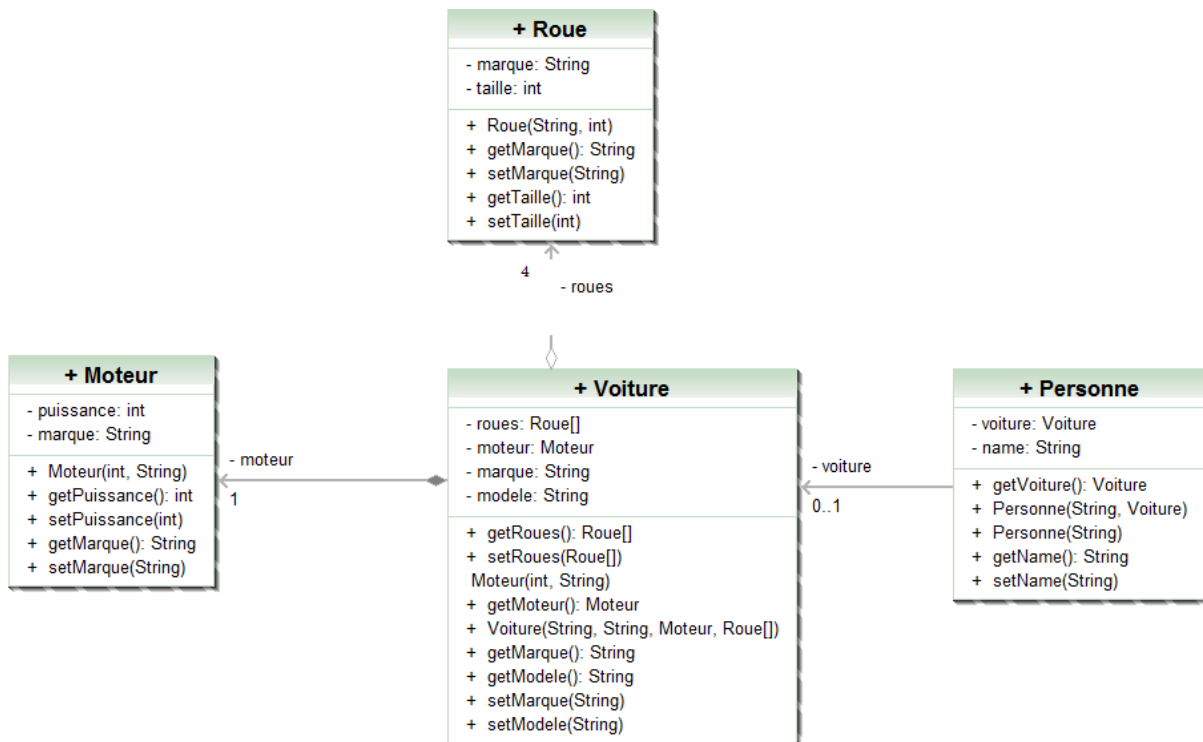 + Roue
- marque: String
- taille: int
+ Roue(String, int)
+ getMarque(): String
+ setMarque(String)
+ getTaille(): int
+ setTaille(int)
4
- roues
+ Moteur
- puissance: int
- marque: String
+ Moteur(int, String)
+ getPuissance(): int
+ setPuissance(int)
+ getMarque(): String
+ setMarque(String)
- moteur
1
+ Voiture
- roues: Roue[]
- moteur: Moteur
- marque: String
- modele: String
+ getRoues(): Roue[]
+ setRoues(Roue[])
Moteur(int, String)
+ getMoteur(): Moteur
+ Voiture(String, String, Moteur, Roue[])
+ getMarque(): String
+ getModele(): String
+ setMarque(String)
+ setModele(String)
- voiture
0..1
+ Personne
- voiture: Voiture
- name: String
+ getVoiture(): Voiture
+ Personne(String, Voiture)
+ Personne(String)
+ getName(): String
+ setName(String)